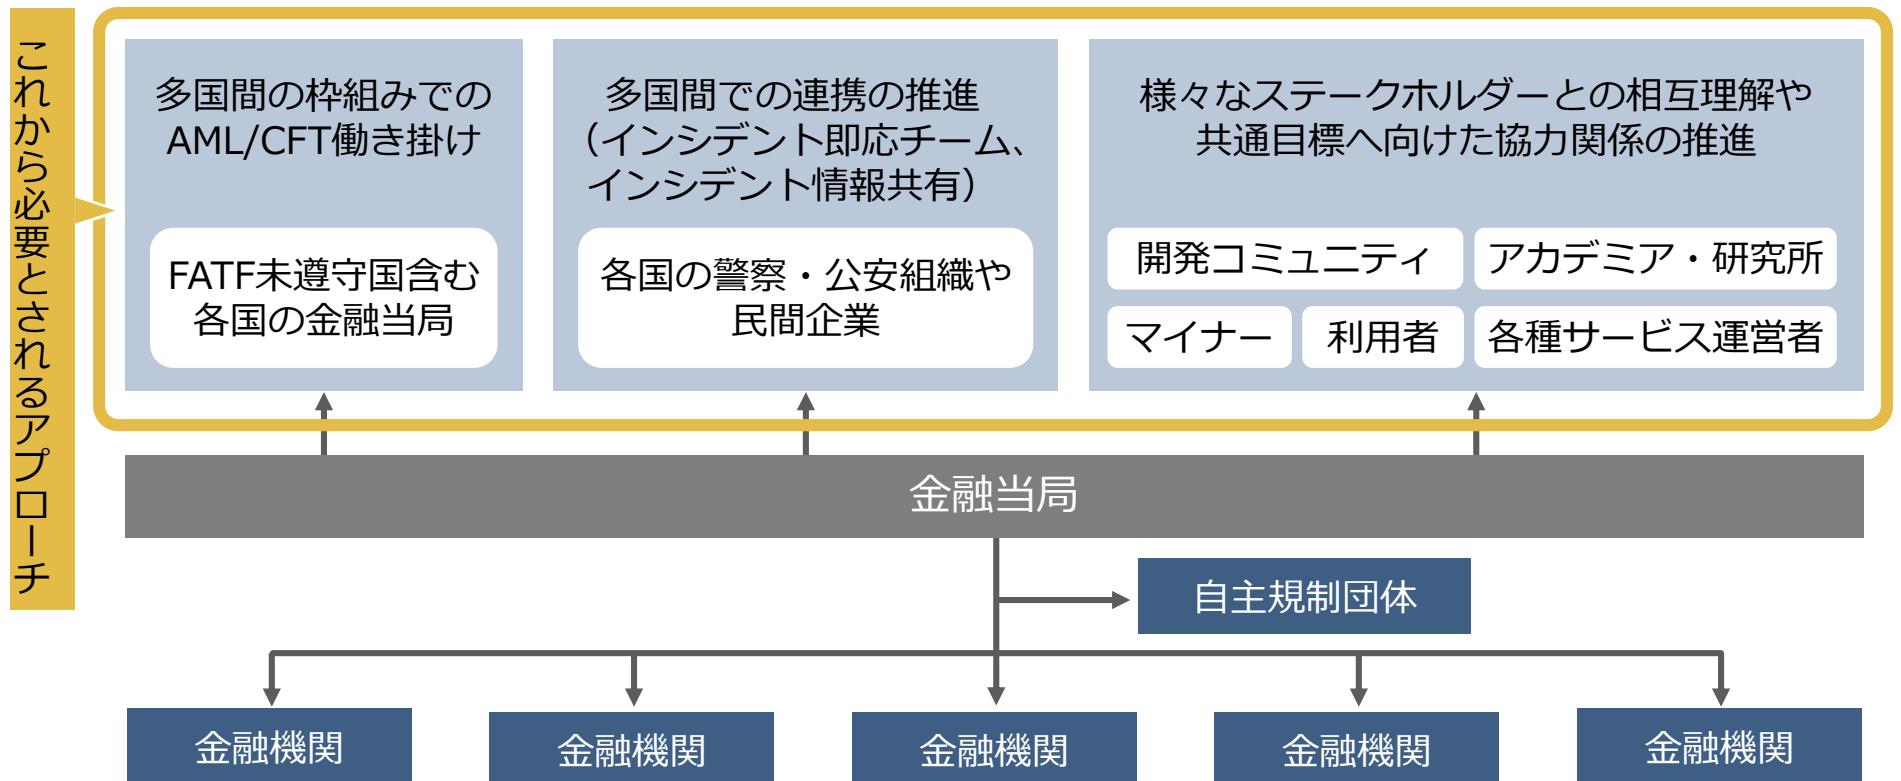 これから必要とされるアプローチ
多国間の枠組みでの
AML/CFT働き掛け
FATF未遵守国含む
各国の金融当局
多国間での連携の推進
（インシデント即応チーム、
インシデント情報共有）
各国の警察・公安組織や
民間企業
様々なステークホルダーとの相互理解や
共通目標へ向けた協力関係の推進
開発コミュニティ
アカデミア・研究所
マイナー
利用者
各種サービス運営者
金融当局
自主規制団体
金融機関
金融機関
金融機関
金融機関
金融機関